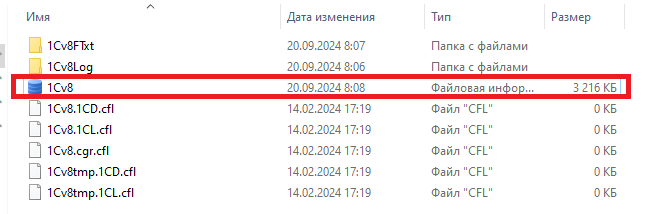 Имя Дата изменения Тип Размер
1Cv8FTxt 20.09.2024 8:07 Папка с файлами
1Cv8Log 20.09.2024 8:06 Папка с файлами
1Cv8 20.09.2024 8:08 Файловая инфор... 3 216 КБ
1Cv8.1CD.cfl 14.02.2024 17:19 Файл "CFL" 0 КБ
1Cv8.1CL.cfl 14.02.2024 17:19 Файл "CFL" 0 КБ
1Cv8.cgr.cfl 14.02.2024 17:19 Файл "CFL" 0 КБ
1Cv8tmp.1CD.cfl 14.02.2024 17:19 Файл "CFL" 0 КБ
1Cv8tmp.1CL.cfl 14.02.2024 17:19 Файл "CFL" 0 КБ